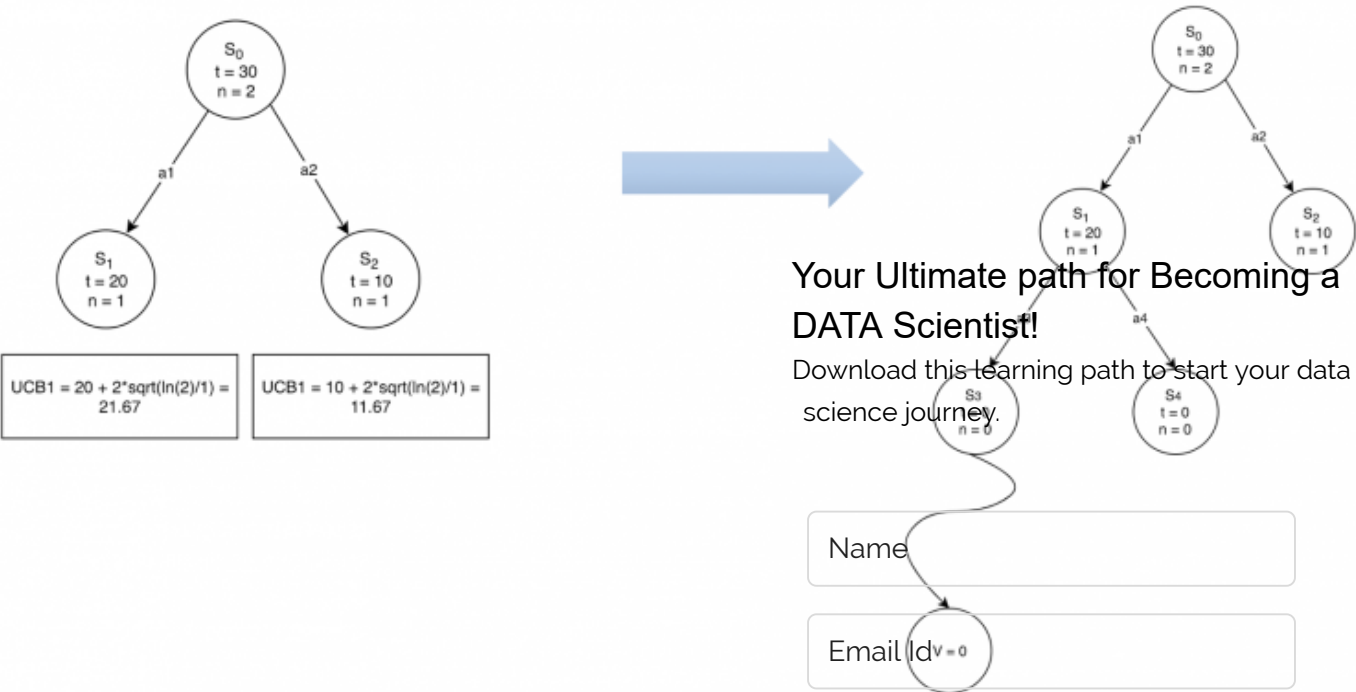 S0
t = 30
n = 2
a1
a2
S1
t = 20
n = 1
S2
t = 10
n = 1
UCB1 = 20 + 2*sqrt(ln(2)/1) =
21.67
UCB1 = 10 + 2*sqrt(ln(2)/1) =
11.67
S0
t = 30
n = 2
a1
a2
S1
t = 20
n = 1
S2
t = 10
n = 1
Your Ultimate path for Becoming a
DATA Scientist!
a4
Download this learning path to start your data
science journey.
S3
n = 0
S4
t = 0
n = 0
Name
Email Id
V = 0